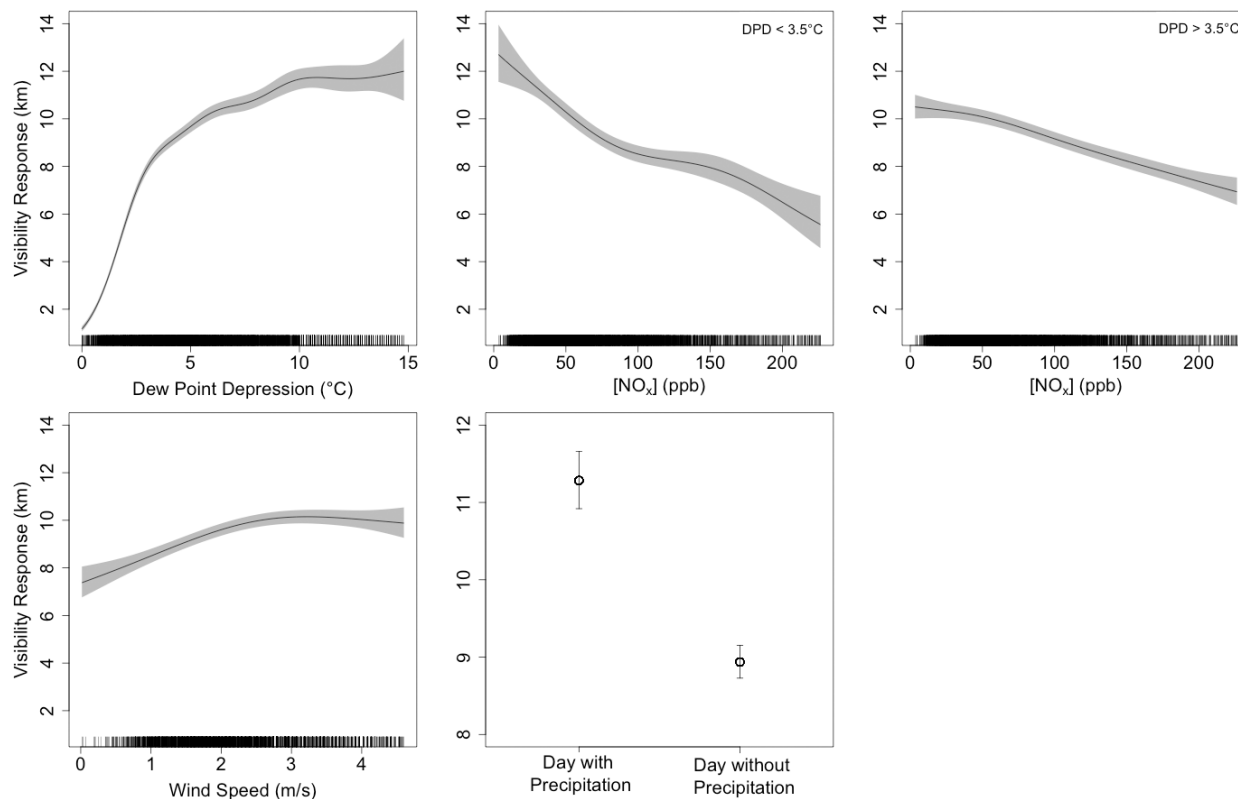 14
12
10
8
6
4
2
Visibility Response (km)
0 5 10 15
Dew Point Depression (°C)
DPD < 3.5°C
14
12
10
8
6
4
2
0 50 100 150 200
[NOₓ] (ppb)
DPD > 3.5°C
14
12
10
8
6
4
2
0 50 100 150 200
[NOₓ] (ppb)
14
12
10
8
6
4
2
Visibility Response (km)
0 1 2 3 4
Wind Speed (m/s)
12
11
10
9
8
Day with
Precipitation
Day without
Precipitation